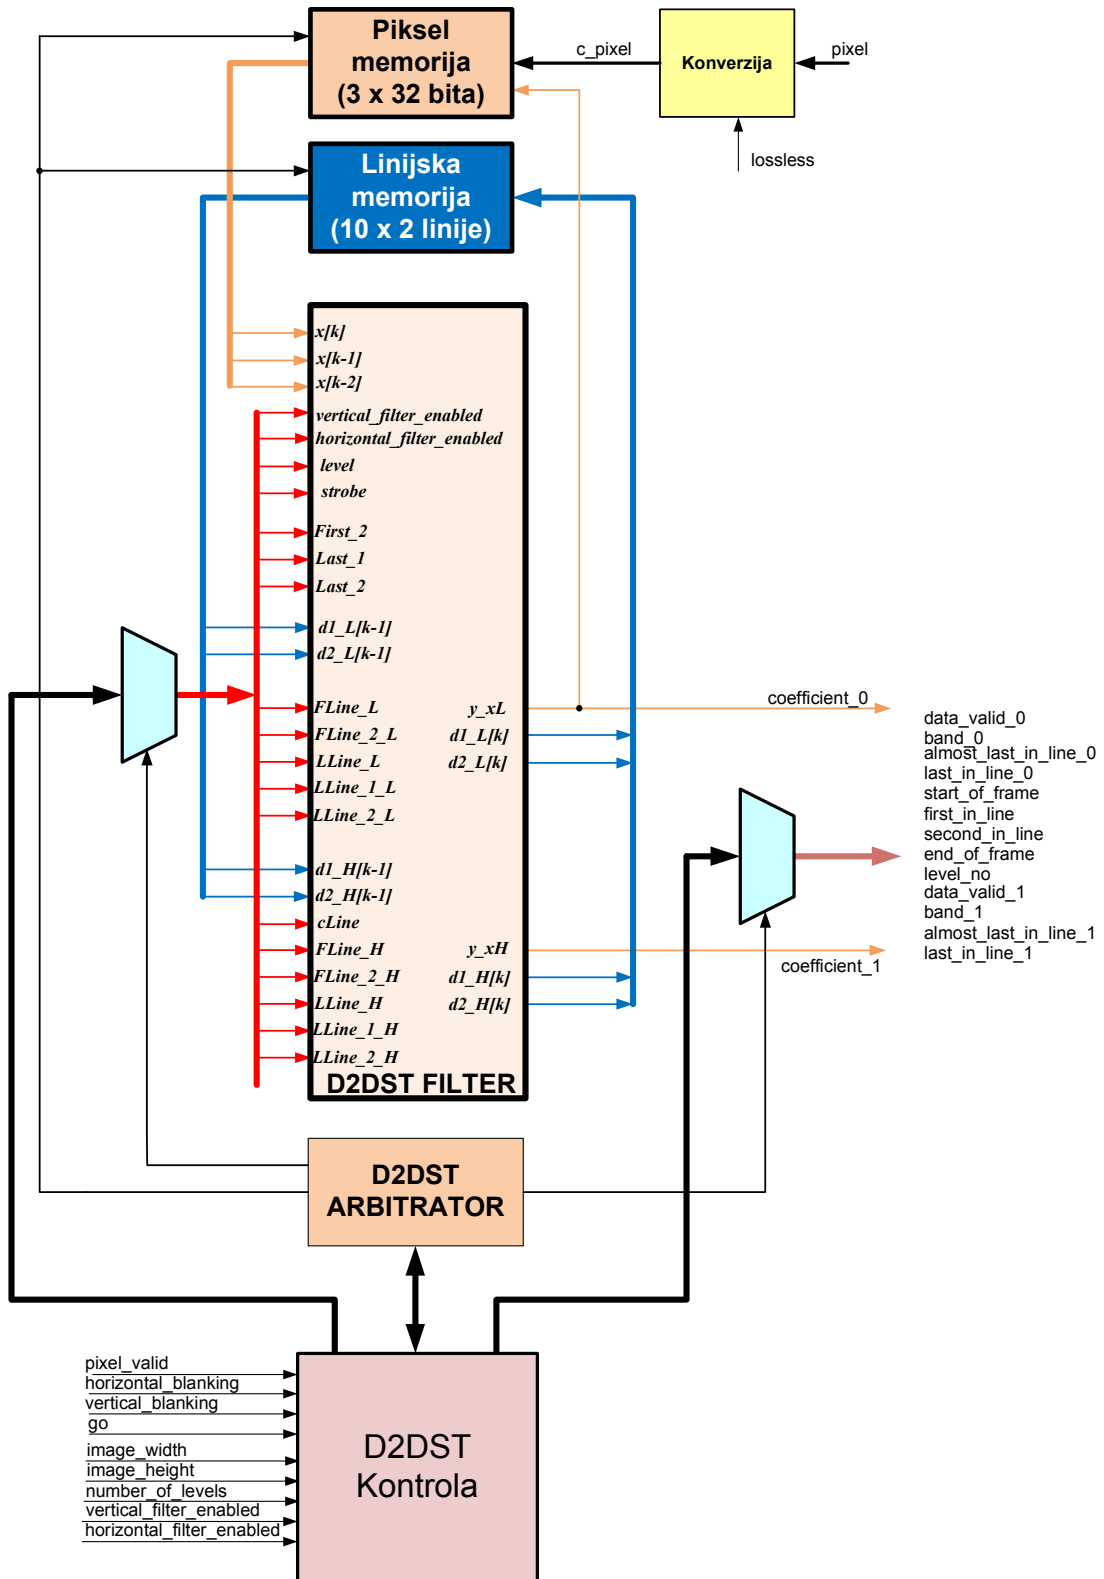 Piksel
memorija
(3 x 32 bita)
c_pixel
Konverzija
pixel
lossless
Linijska
memorija
(10 x 2 linije)
x[k]
x[k-1]
x[k-2]
vertical_filter_enabled
horizontal_filter_enabled
level
strobe
First_2
Last_1
Last_2
d1_L[k-1]
d2_L[k-1]
FLine_L
FLine_2_L
LLine_L
LLine_1_L
LLine_2_L
d1_H[k-1]
d2_H[k-1]
cLine
FLine_H
FLine_2_H
LLine_H
LLine_1_H
LLine_2_H
y_xL
d1_L[k]
d2_L[k]
y_xH
d1_H[k]
d2_H[k]
D2DST FILTER
coefficient_0
data_valid_0
band_0
almost_last_in_line_0
last_in_line_0
start_of_frame
first_in_line
second_in_line
end_of_frame
level_no
data_valid_1
band_1
almost_last_in_line_1
last_in_line_1
coefficient_1
D2DST
ARBITRATOR
pixel_valid
horizontal_blanking
vertical_blanking
go
image_width
image_height
number_of_levels
vertical_filter_enabled
horizontal_filter_enabled
D2DST
Kontrola